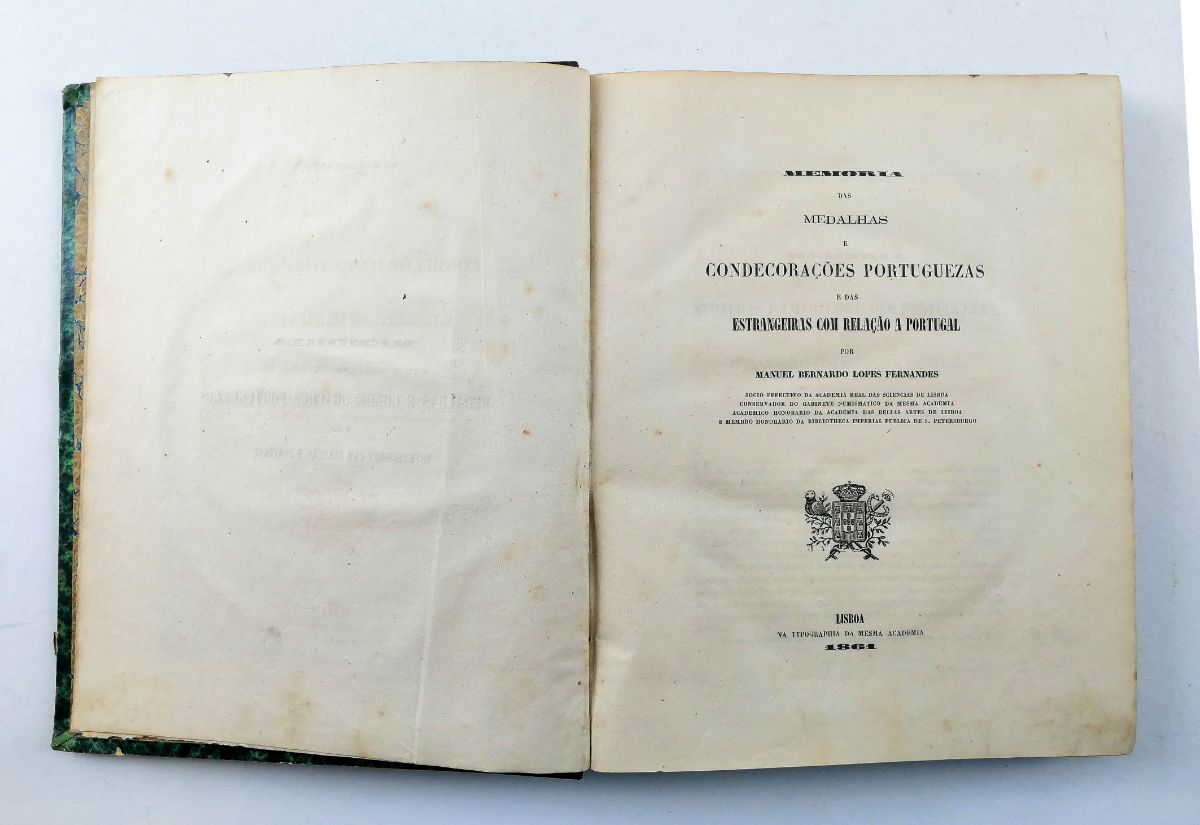 MEMORIA
DAS
MEDALHAS
E
CONDECORAÇÕES PORTUGUEZAS
E DAS
ESTRANGEIRAS COM RELAÇÃO A PORTUGAL
POR
MANUEL BERNARDO LOPES FERNANDES
SOCIO EFFECTIVO DA ACADEMIA REAL DAS SCIENCIAS DE LISBOA
CONSERVADOR DO GABINETE NUMISMATICO DA MESMA ACADEMIA
ACADEMICO HONORARIO DA ACADEMIA DAS BELLAS ARTES DE LISBOA
E MEMBRO HONORARIO DA BIBLIOTHECA IMPERIAL PUBLICA DE S. PETERSBURGO
LISBOA
NA TYPOGRAPHIA DA MESMA ACADEMIA
1861